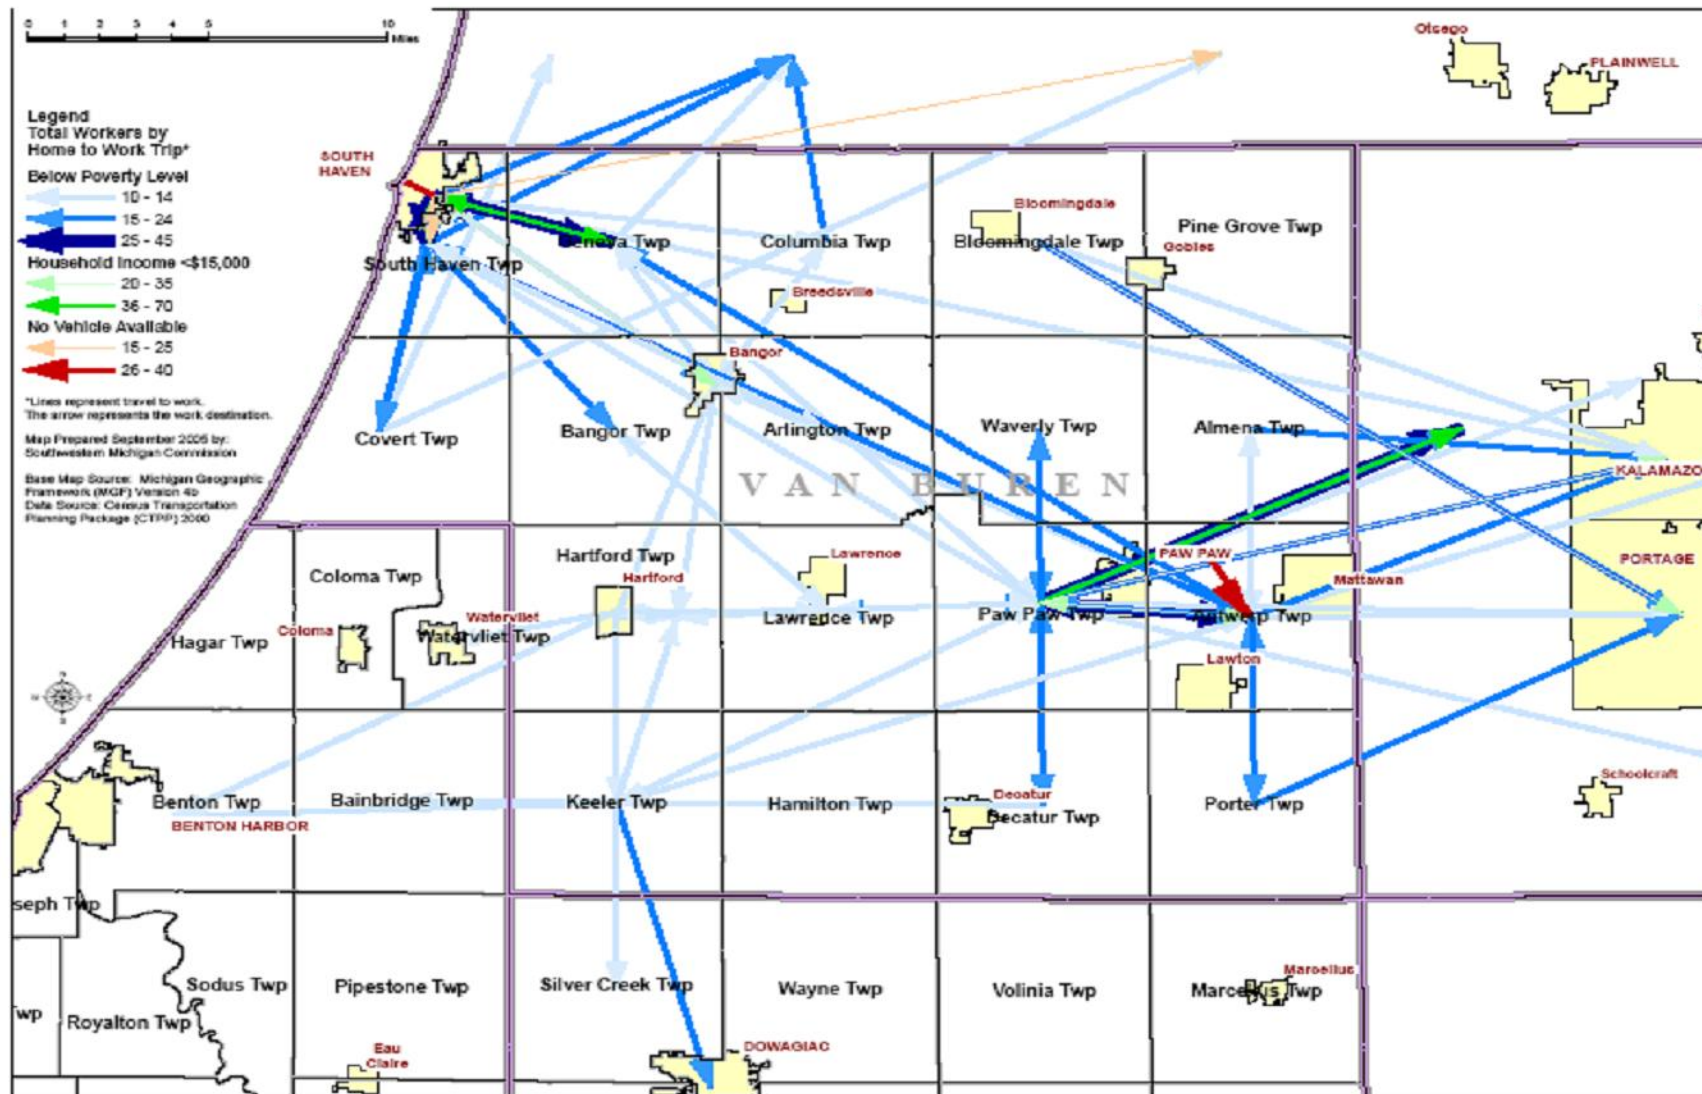 0 1 2 3 4 5 10
Miles
Otsego
PLAINWELL
Legend
Total Workers by
Home to Work Trip*
Below Poverty Level
10 - 14
15 - 24
25 - 45
Household Income <$15,000
20 - 35
36 - 70
No Vehicle Available
15 - 25
26 - 40
*Lines represent travel to work.
The arrow represents the work destination.
Map Prepared September 2005 by:
Southwestern Michigan Commission
Base Map Source: Michigan Geographic
Framework (MGF) Version 4b
Data Source: Census Transportation
Planning Package (CTPP) 2000
SOUTH
HAVEN
Bloomingdale
Pine Grove Twp
Geneva Twp
Columbia Twp
Bloomingdale Twp
Gobles
South Haven Twp
Breedsville
Bangor
Covert Twp
Bangor Twp
Arlington Twp
Waverly Twp
Almena Twp
KALAMAZO
VAN BUREN
Hartford Twp
Lawrence
PAW PAW
PORTAGE
Coloma Twp
Hartford
Mattawan
Watervliet
Lawrence Twp
Paw Paw Twp
Antwerp Twp
Hagar Twp
Coloma
Watervliet Twp
Lawton
Schoolcraft
Benton Twp
Bainbridge Twp
Keeler Twp
Hamilton Twp
Decatur
Decatur Twp
Porter Twp
BENTON HARBOR
seph Twp
Marcellus
Sodus Twp
Pipestone Twp
Silver Creek Twp
Wayne Twp
Volinia Twp
Marcellus Twp
wp
Royalton Twp
Eau
Claire
DOWAGIAC